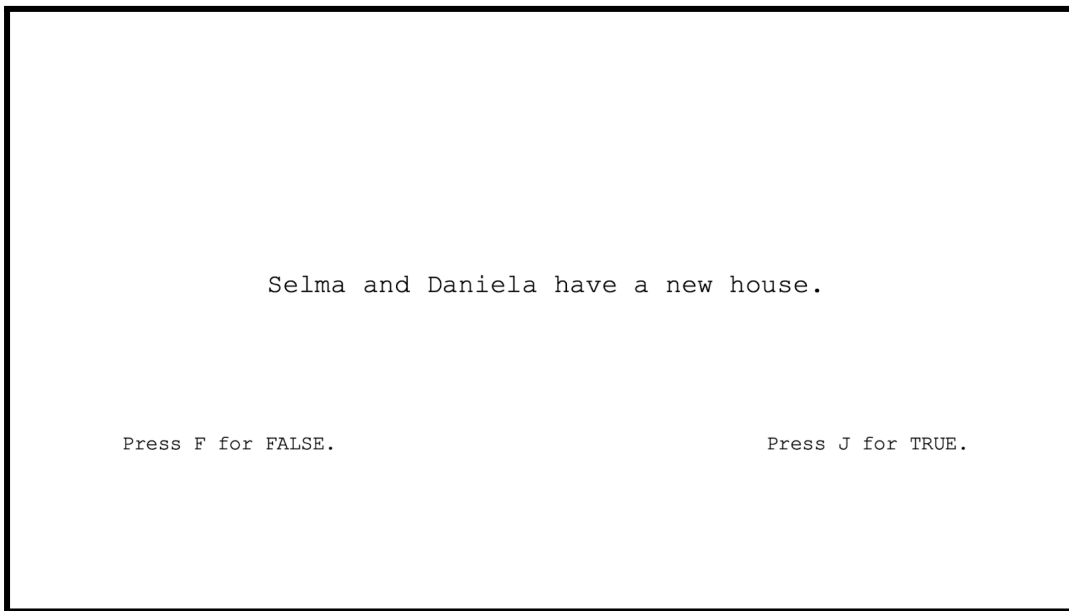 Selma and Daniela have a new house.
Press F for FALSE. Press J for TRUE.